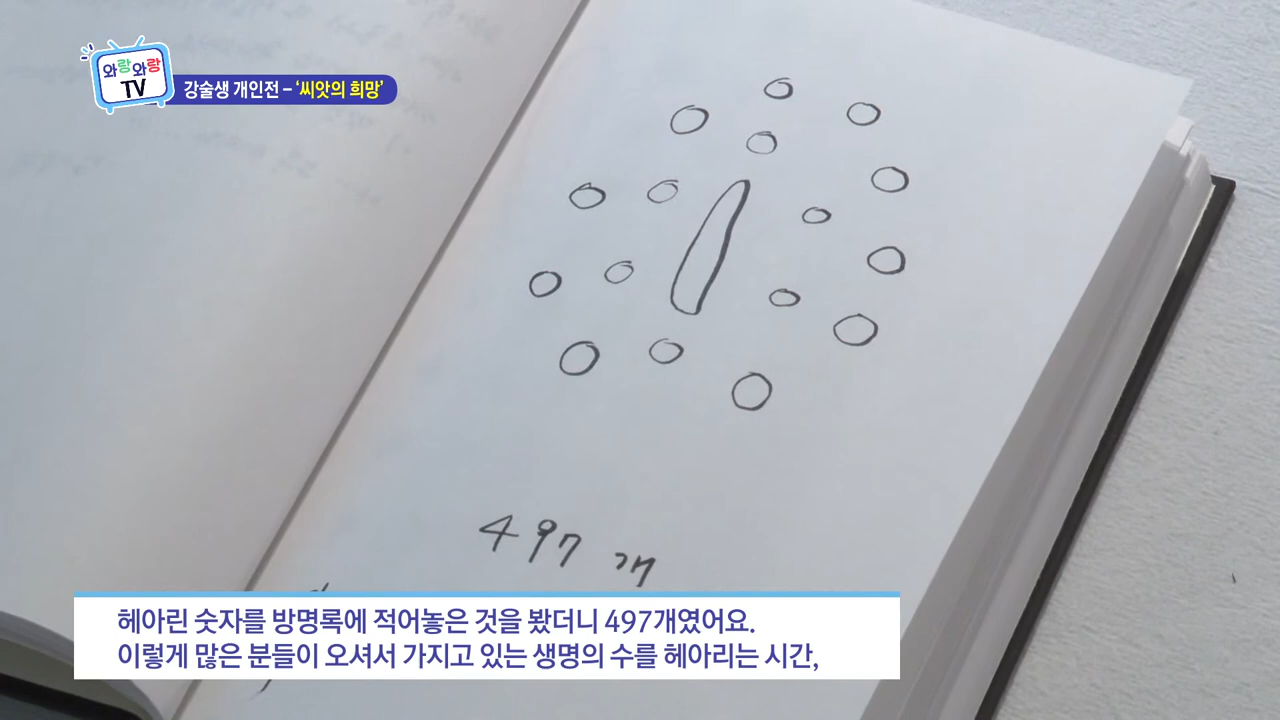 와랑와랑
TV
강술생 개인전 – ‘씨앗의 희망’
497 개
헤아린 숫자를 방명록에 적어놓은 것을 봤더니 497개였어요.
이렇게 많은 분들이 오셔서 가지고 있는 생명의 수를 헤아리는 시간,